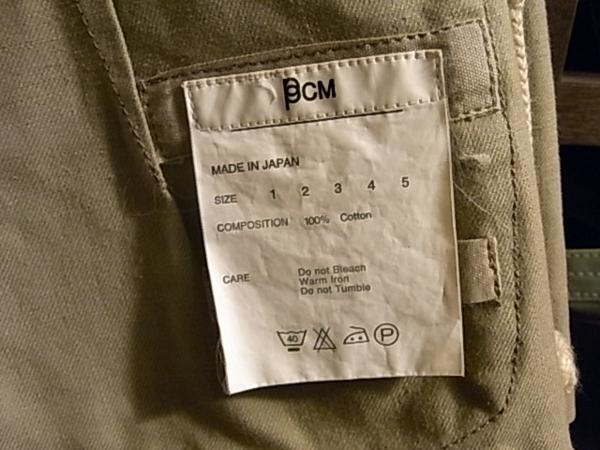 9CM
MADE IN JAPAN
SIZE 1 2 3 4 5
COMPOSITION 100% Cotton
CARE Do not Bleach
Warm Iron
Do not Tumble
40 P